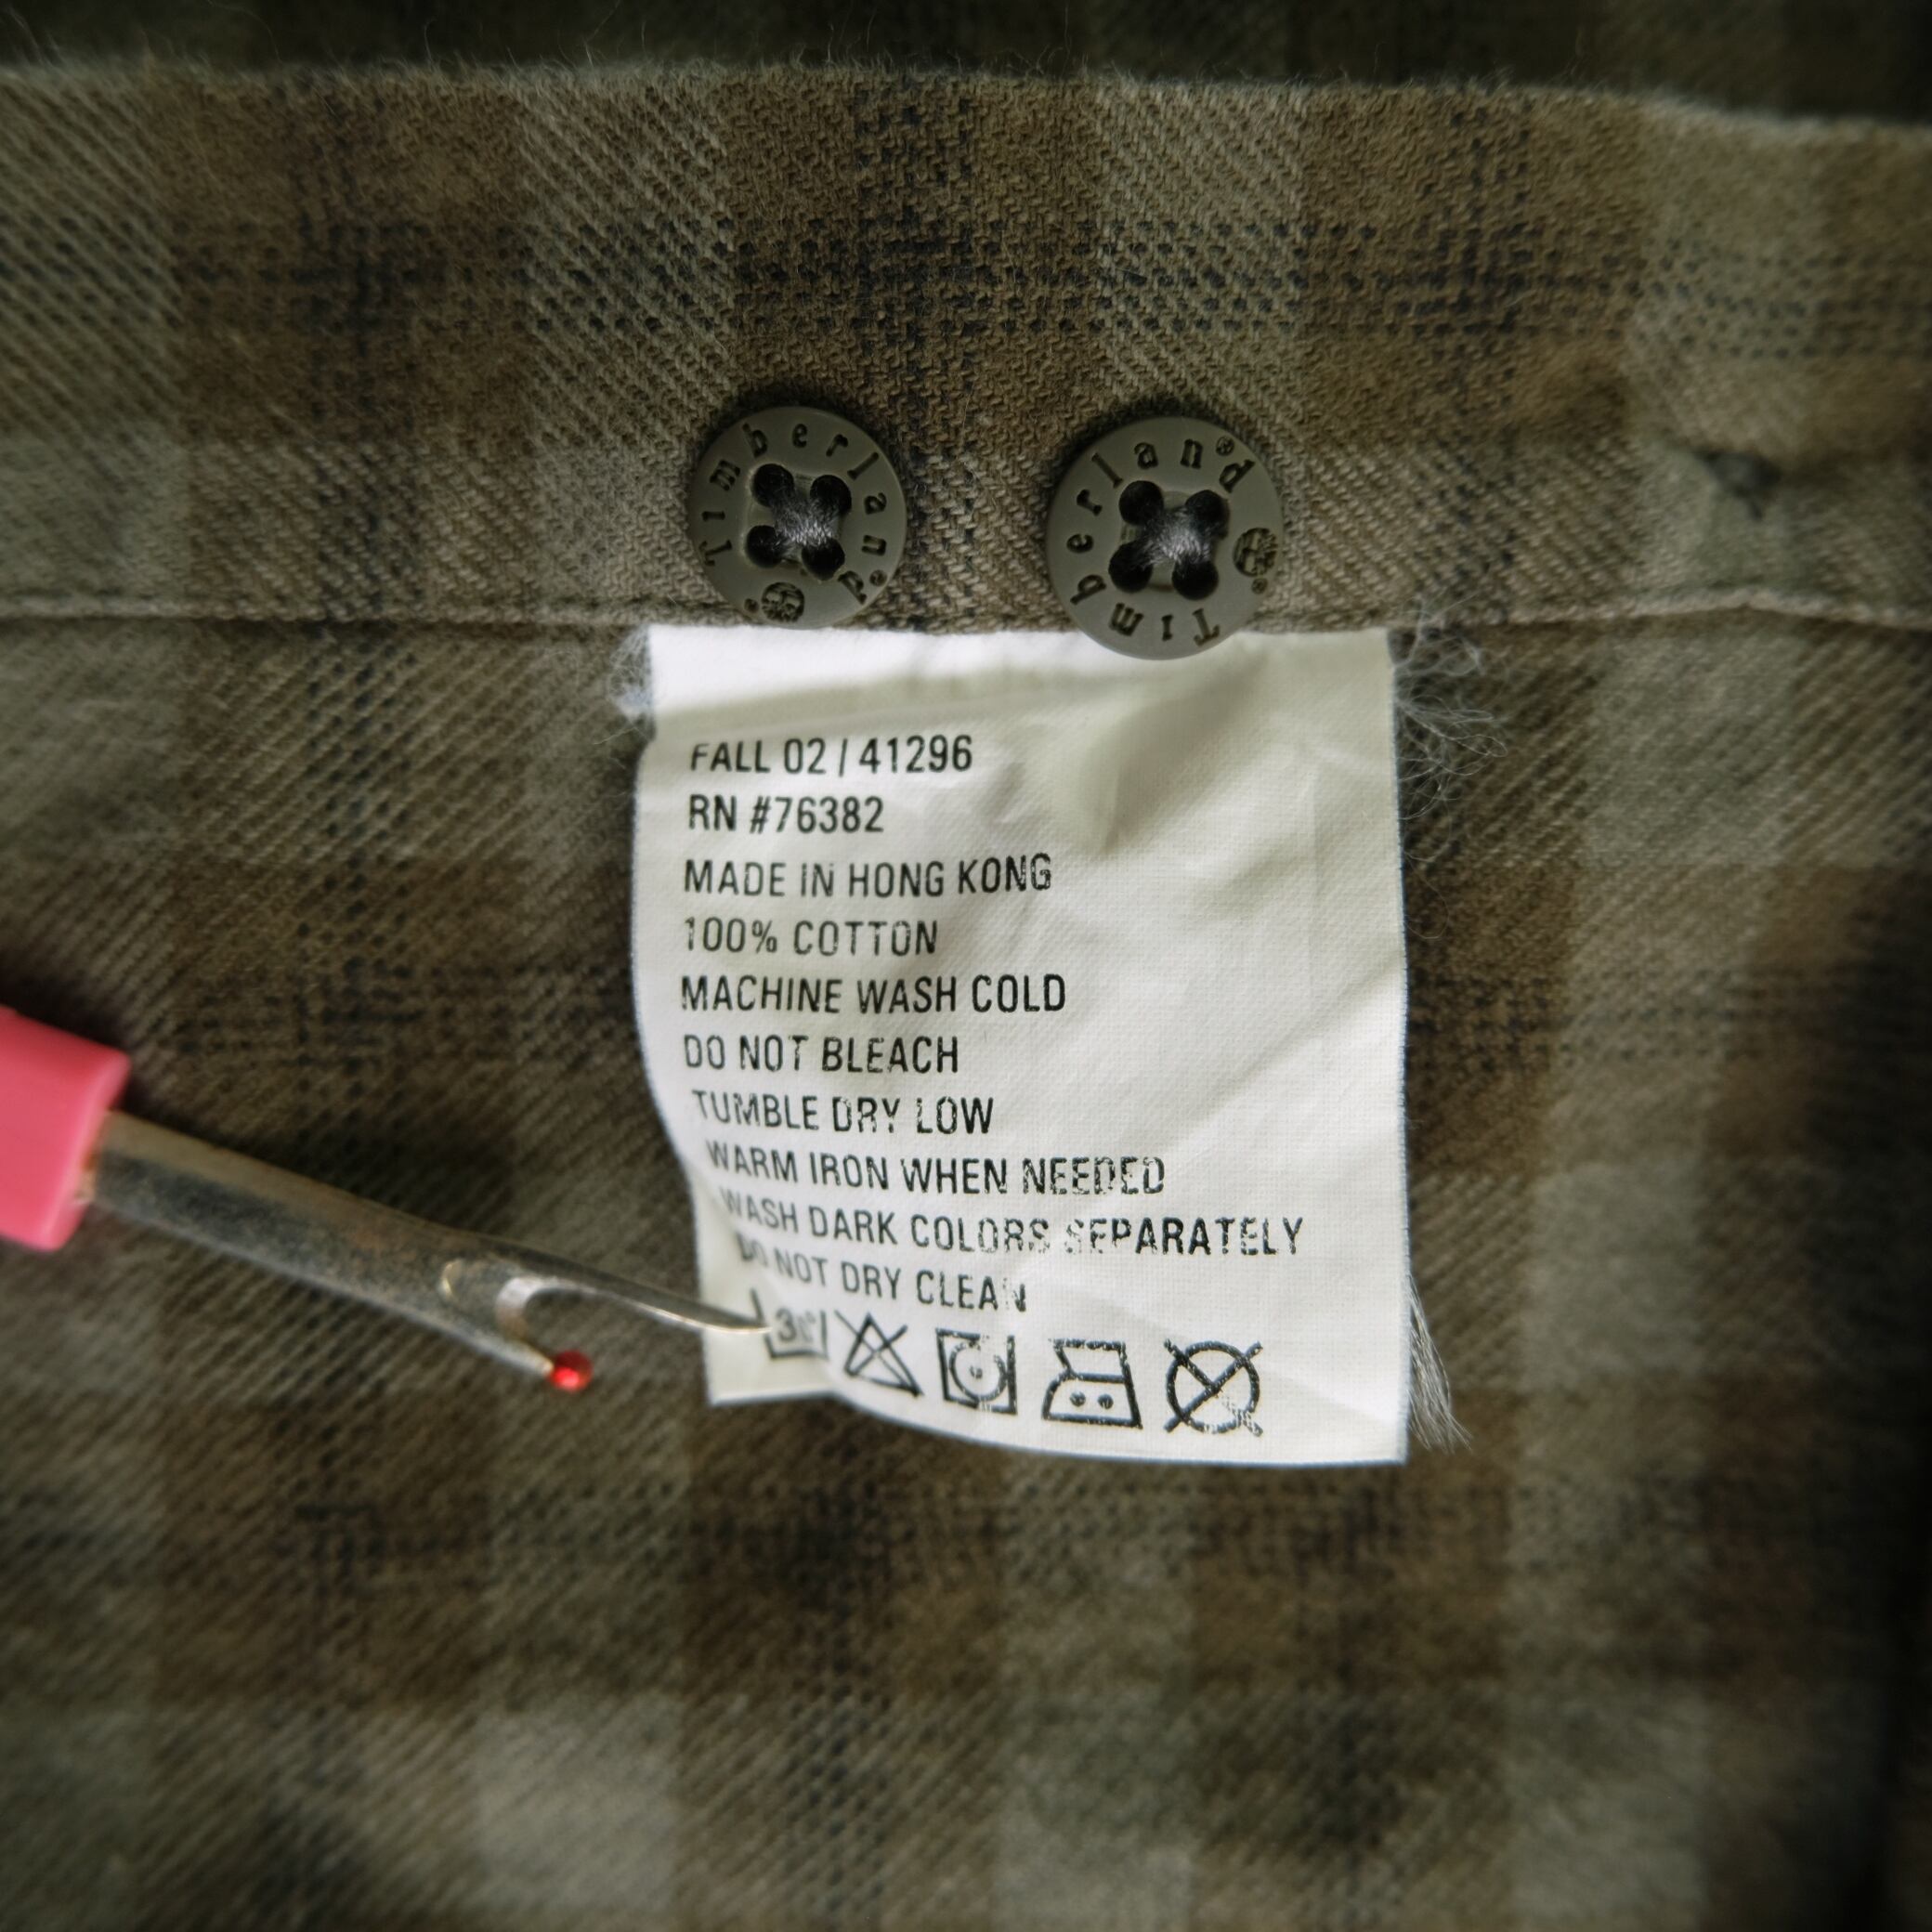 Timberland®
Timberland®
FALL 02 / 41296
RN #76382
MADE IN HONG KONG
100% COTTON
MACHINE WASH COLD
DO NOT BLEACH
TUMBLE DRY LOW
WARM IRON WHEN NEEDED
WASH DARK COLORS SEPARATELY
DO NOT DRY CLEAN